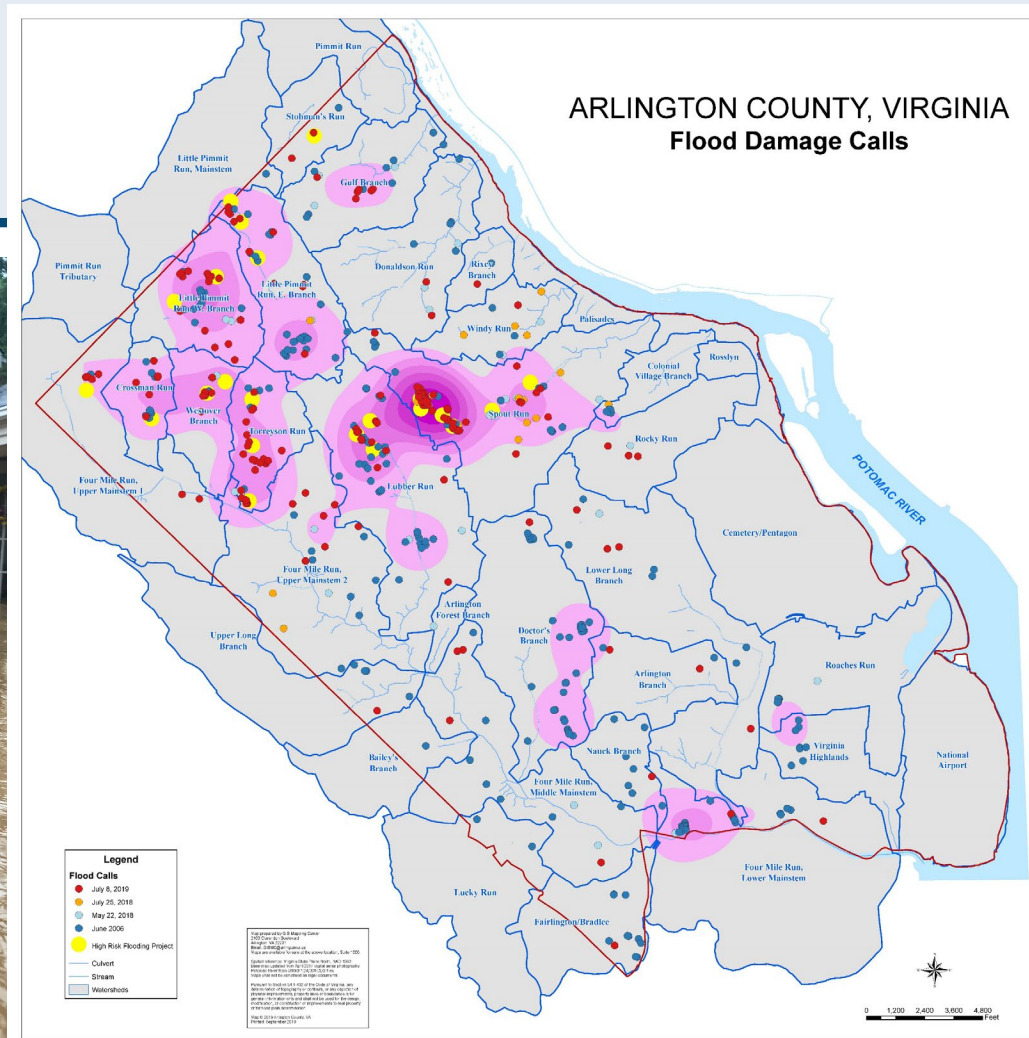 ARLINGTON COUNTY, VIRGINIA
Flood Damage Calls
Pimmit Run
Stohman's Run
Little Pimmit
Run, Mainstem
Gulf Branch
Pimmit Run
Tributary
Donaldson Run
Rixey
Branch
Little Pimmit
Run, E. Branch
Little Pimmit
Run, W. Branch
Windy Run
Palisades
Rosslyn
Colonial
Village Branch
Crossman Run
Westover
Branch
Torreyson Run
Spout Run
Rocky Run
Four Mile Run,
Upper Mainstem 1
Lubber Run
POTOMAC RIVER
Cemetery/Pentagon
Four Mile Run,
Upper Mainstem 2
Lower Long
Branch
Arlington
Forest Branch
Upper Long
Branch
Doctor's
Branch
Arlington
Branch
Roaches Run
Bailey's
Branch
Nauck Branch
Virginia
Highlands
National
Airport
Four Mile Run,
Middle Mainstem
Four Mile Run,
Lower Mainstem
Lucky Run
Fairlington/Bradlee
Legend
Flood Calls
July 8, 2019
July 25, 2018
May 22, 2018
June 2006
High Risk Flooding Project
Culvert
Stream
Watersheds
0 1,200 2,400 3,600 4,800
Feet